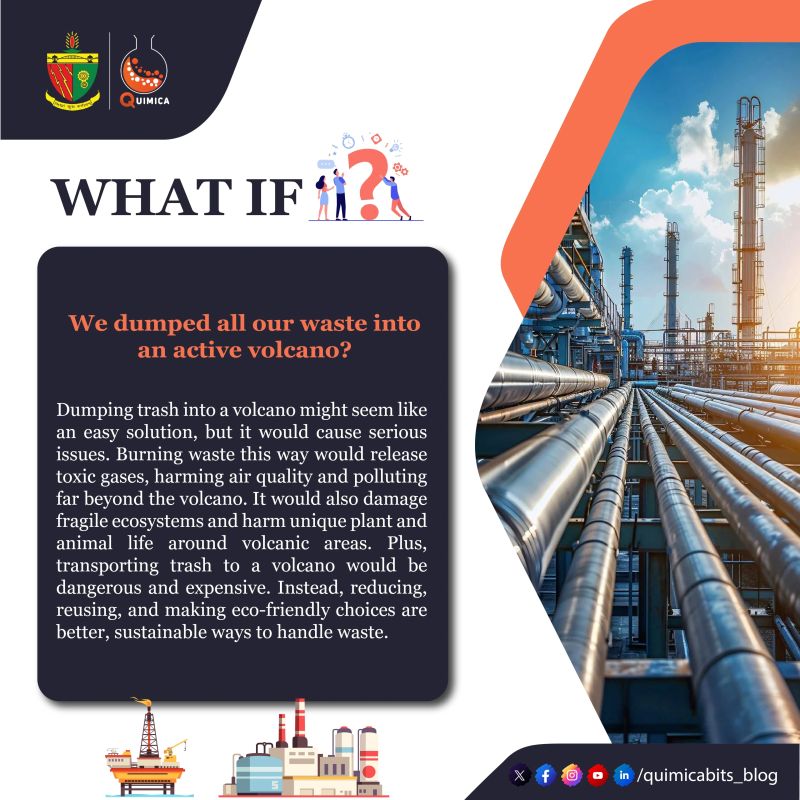 QUIMICA
WHAT IF
We dumped all our waste into
an active volcano?
Dumping trash into a volcano might seem like
an easy solution, but it would cause serious
issues. Burning waste this way would release
toxic gases, harming air quality and polluting
far beyond the volcano. It would also damage
fragile ecosystems and harm unique plant and
animal life around volcanic areas. Plus,
transporting trash to a volcano would be
dangerous and expensive. Instead, reducing,
reusing, and making eco-friendly choices are
better, sustainable ways to handle waste.
/quimicabits_blog